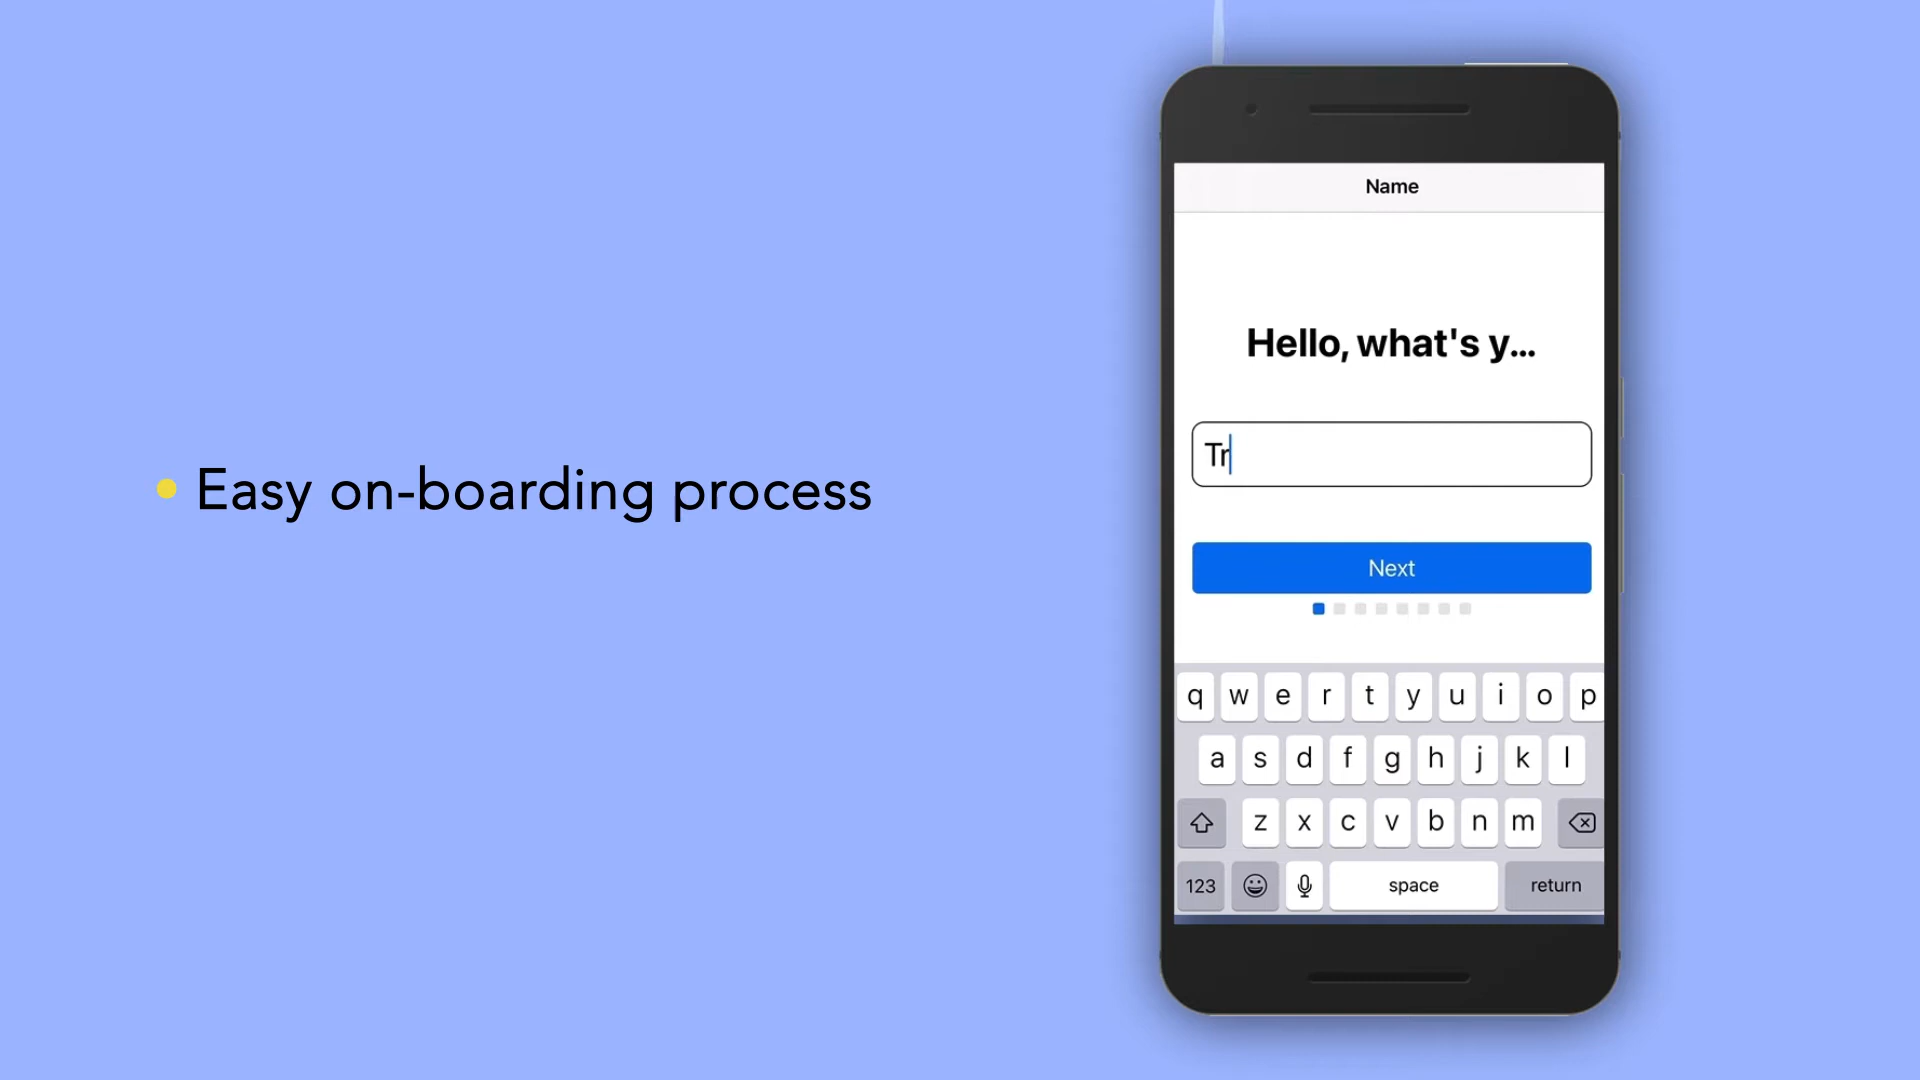 • Easy on-boarding process
Name
Hello, what's y...
Tr
Next
q w e r t y u i o p
a s d f g h j k l
z x c v b n m
123 space return